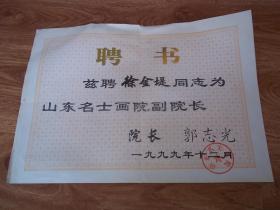 聘书
兹聘徐金堤同志为
山东名士画院副院长
院长 郭志光
一九九九年十二月